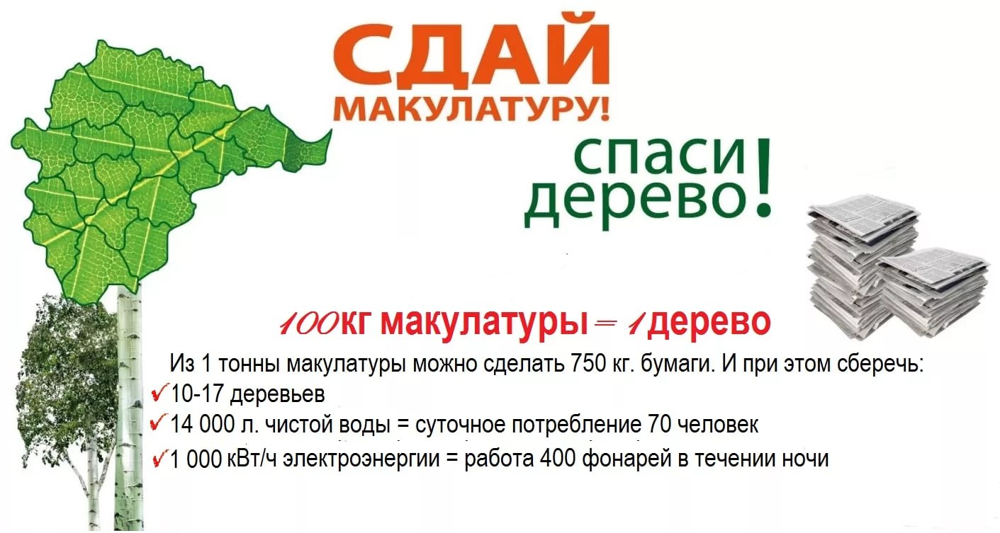 СДАЙ
МАКУЛАТУРУ!
спаси
дерево!
100кг макулатуры = 1 дерево
Из 1 тонны макулатуры можно сделать 750 кг. бумаги. И при этом сберечь:
10-17 деревьев
14 000 л. чистой воды = суточное потребление 70 человек
1 000 кВт/ч электроэнергии = работа 400 фонарей в течении ночи